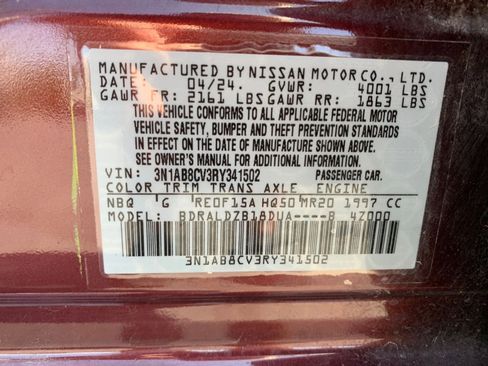 MANUFACTURED BY NISSAN MOTOR CO., LTD.
DATE: 04/24. GVWR: 4001 LBS
GAWR FR: 2161 LBS GAWR RR: 1863 LBS
THIS VEHICLE CONFORMS TO ALL APPLICABLE FEDERAL MOTOR
VEHICLE SAFETY, BUMPER AND THEFT PREVENTION STANDARDS
IN EFFECT ON THE DATE OF MANUFACTURE SHOWN ABOVE.
SEE OWNER'S MANUAL FOR ADDITIONAL INFORMATION.
VIN: 3N1AB8CV3RY341502 PASSENGER CAR.
COLOR TRIM TRANS AXLE ENGINE
NBQ G RE0F15A HQ50 MR20 1997 CC
MODEL: BDRALDZB18DUA----B 4Z000
3N1AB8CV3RY341502